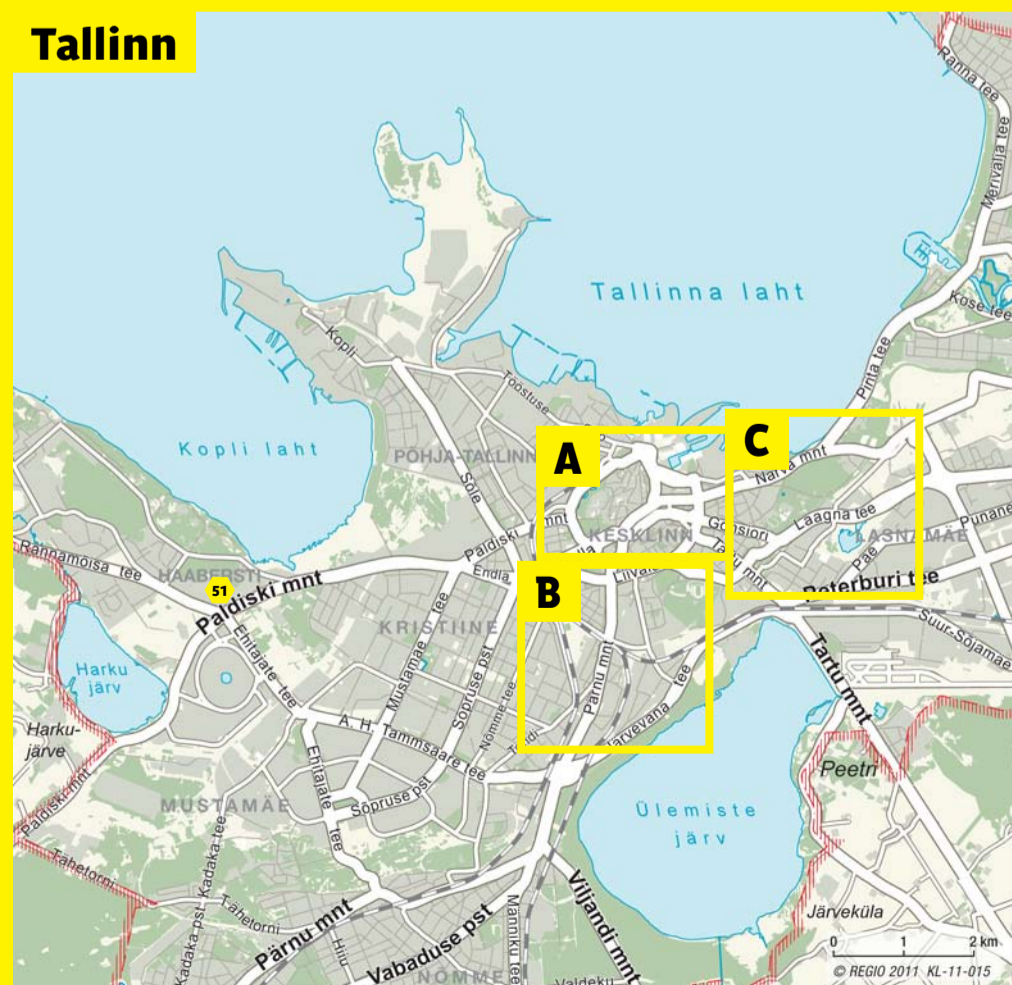 Tallinn
Ranna tee
Merivälja tee
Tallinna laht
Kose tee
Kopli
Pirita tee
Tööstuse
Kopli laht
PÕHJA-TALLINN
A
C
Narva mnt
Sõle
mnt
KESKLINN
Gonsiori
Laagna tee
LASNAMÄE
Punane
Paldiski
Tartu mnt
Pae
Rannamõisa tee
HAABERSTI
Paldiski mnt
Endla
B
Peterburi tee
51
Suur-Sõjamäe
KRISTIINE
Ehitajate tee
Mustamäe tee
Sõpruse pst
Nõmme tee
Pärnu mnt
tee
Tartu mnt
Harku
järv
Järvevana
A. H. Tammsaare tee
Harku-
järve
Peetri
Paldiski mnt
MUSTAMÄE
Ehitajate tee
Sõpruse pst
Ülemiste
järv
Kadaka tee
Tähetorni
Tähetorni
Viljandi mnt
Järveküla
Kadaka pst
Hiiu
Pärnu mnt
Vabaduse pst
Männiku tee
0 1 2 km
NÕMME
Valdeku
© REGIO 2011 KL-11-015